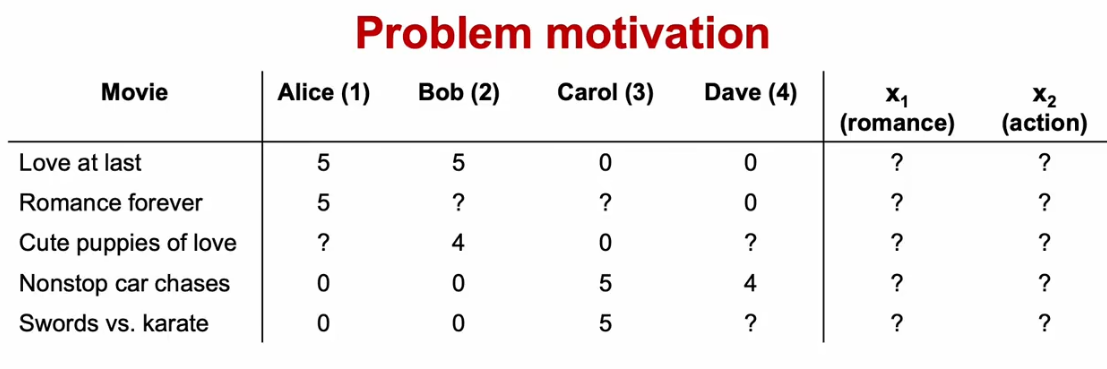 Problem motivation
Movie Alice (1) Bob (2) Carol (3) Dave (4) x₁ (romance) x₂ (action)
Love at last 5 5 0 0 ? ?
Romance forever 5 ? ? 0 ? ?
Cute puppies of love ? 4 0 ? ? ?
Nonstop car chases 0 0 5 4 ? ?
Swords vs. karate 0 0 5 ? ? ?